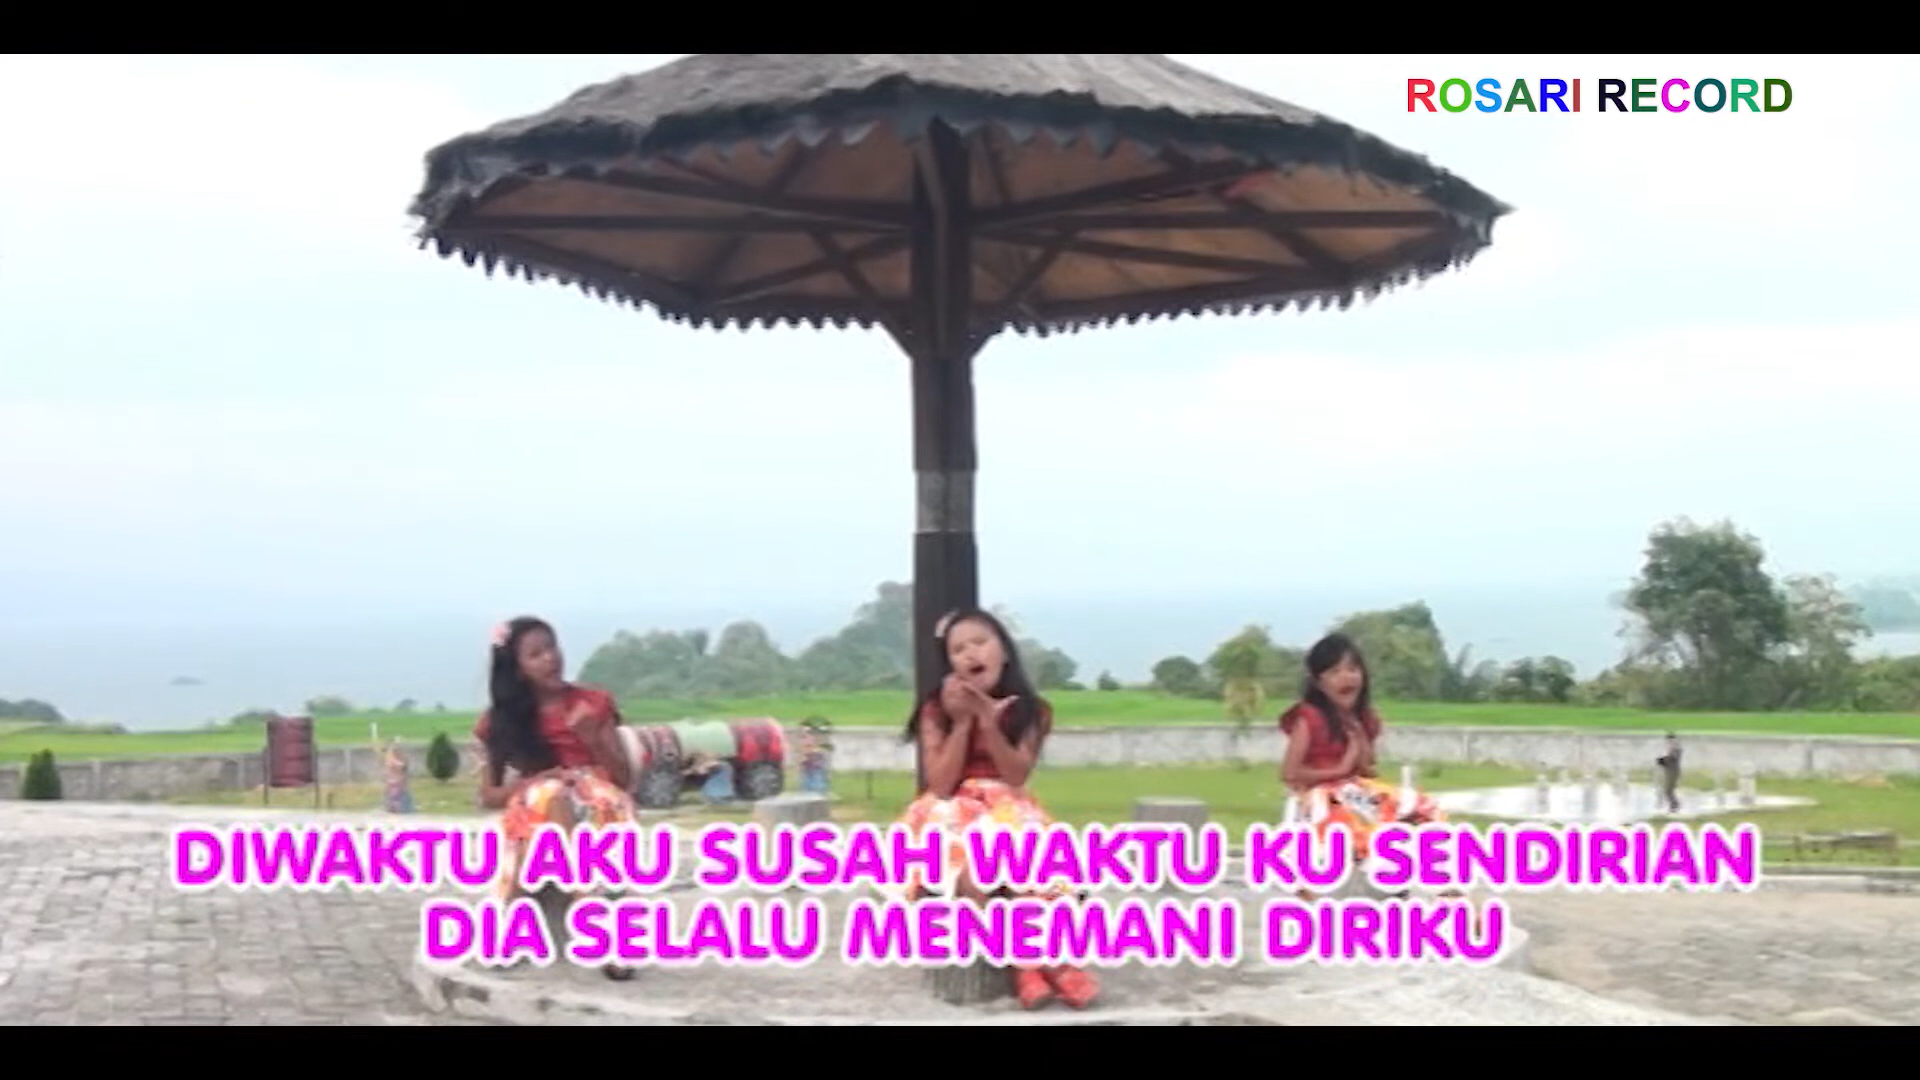 ROSARI RECORD
DIWAKTU AKU SUSAH WAKTU KU SENDIRIAN
DIA SELALU MENEMANI DIRIKU